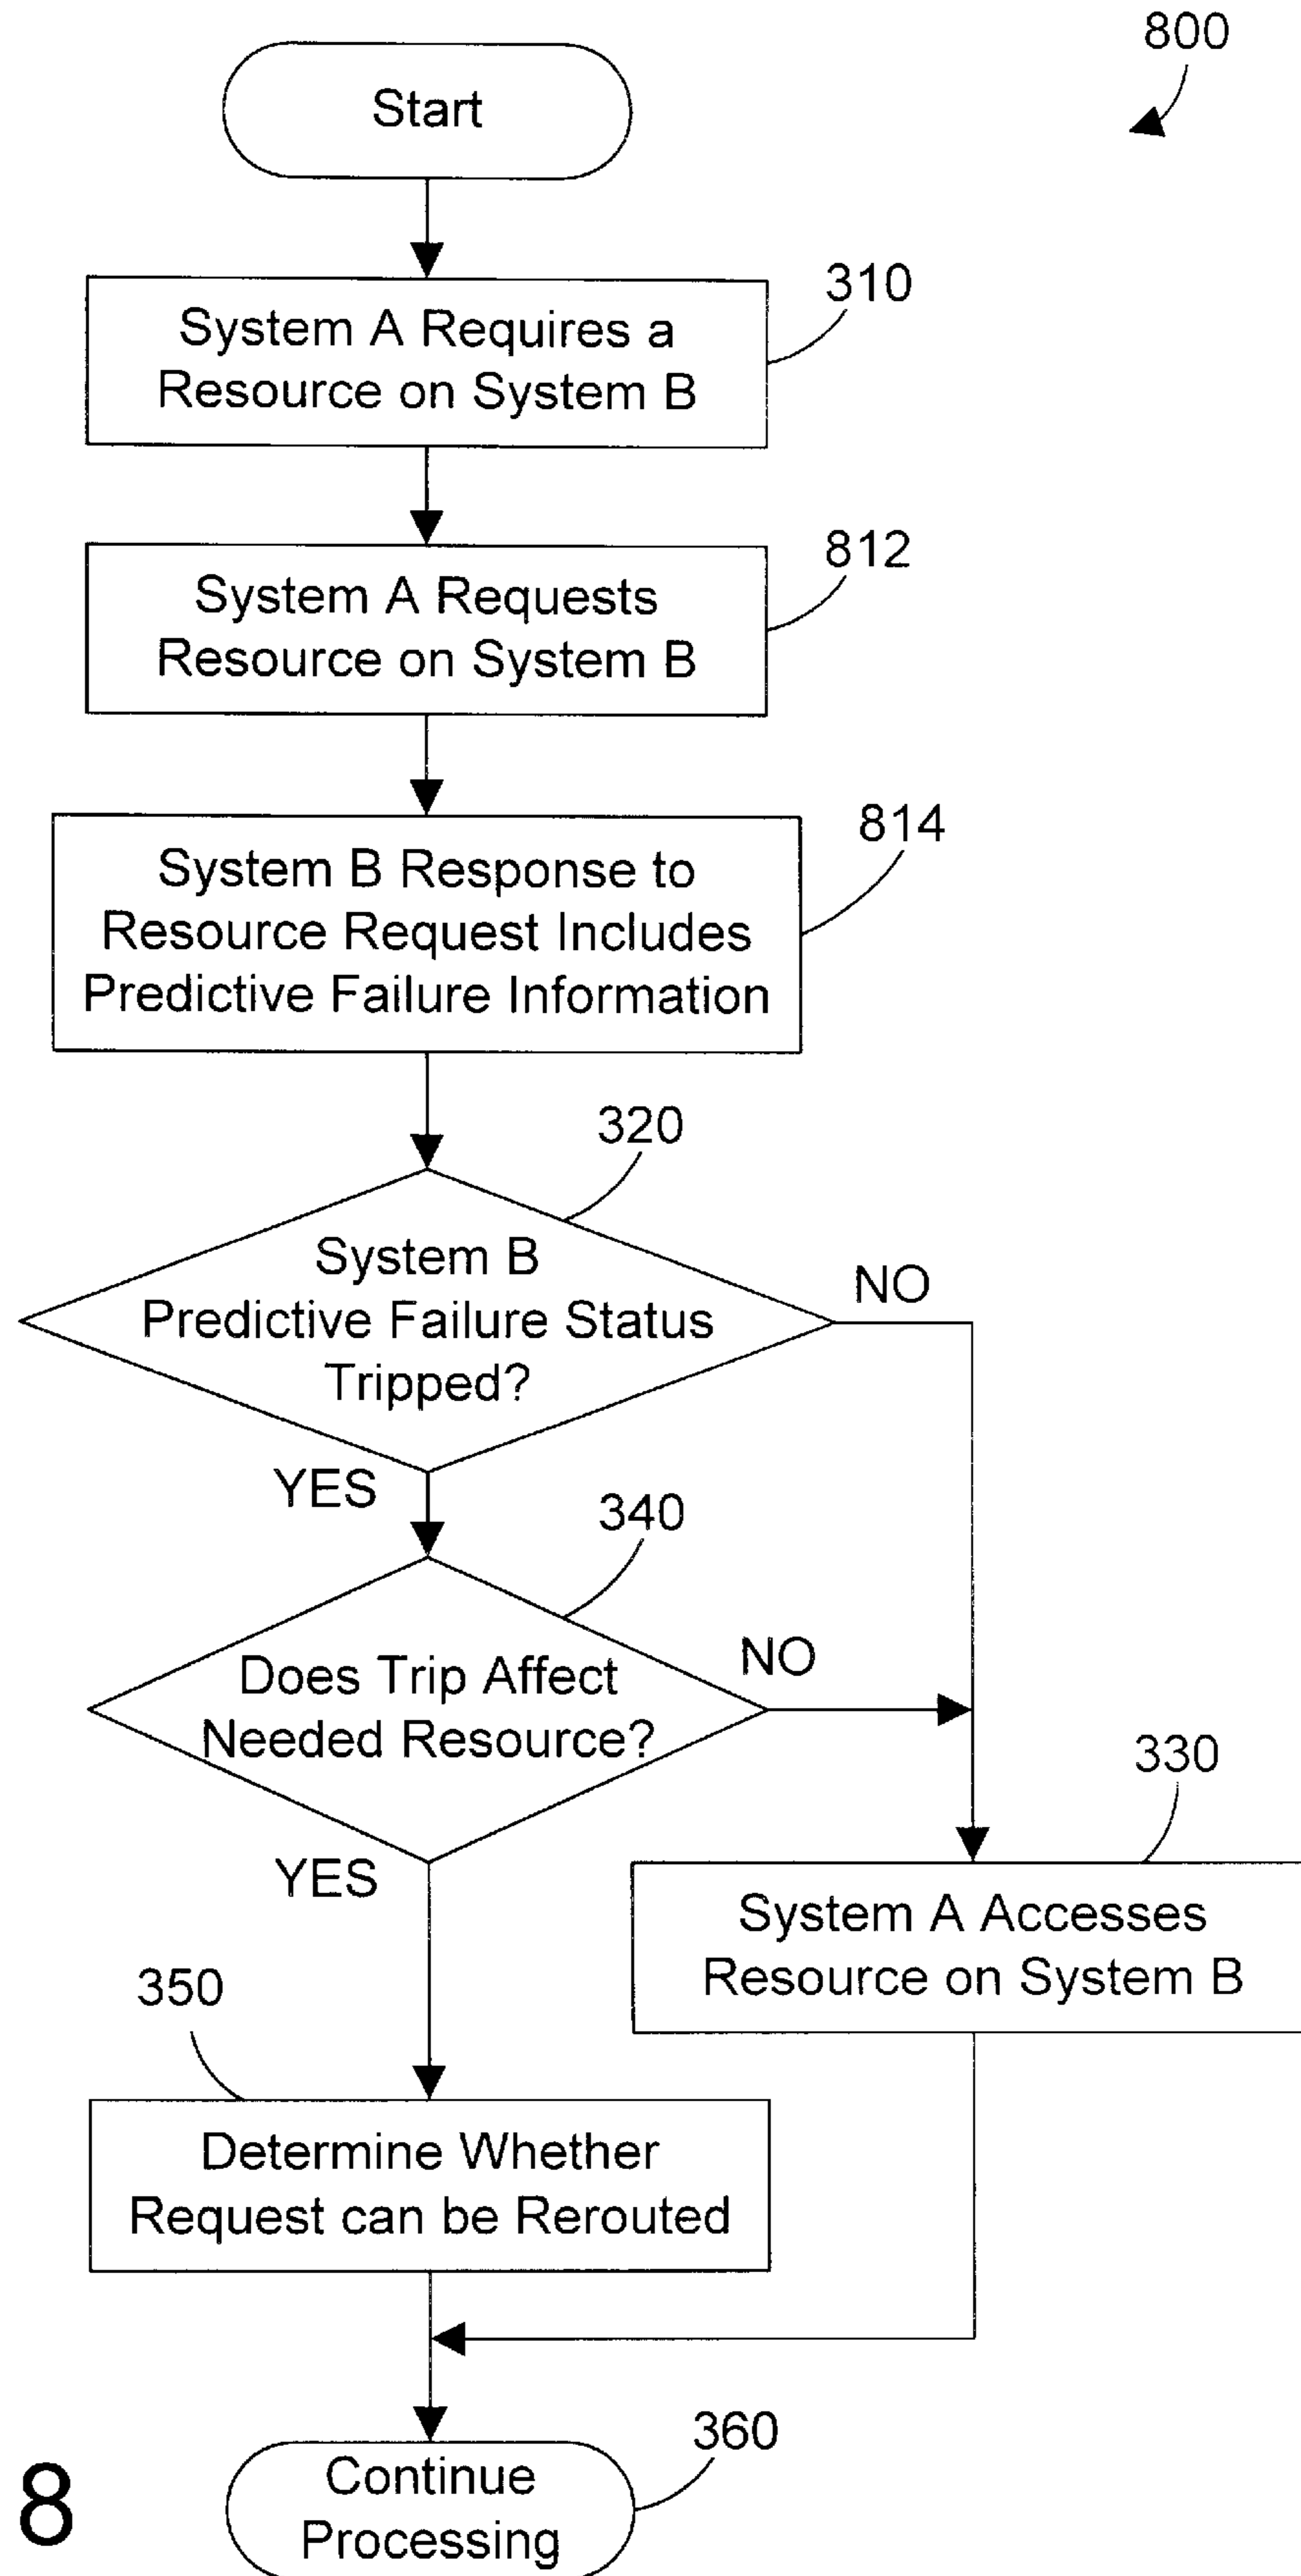 800
Start
310
System A Requires a
Resource on System B
812
System A Requests
Resource on System B
814
System B Response to
Resource Request Includes
Predictive Failure Information
320
System B
Predictive Failure Status
Tripped?
NO
YES
340
Does Trip Affect
Needed Resource?
NO
YES
330
System A Accesses
Resource on System B
350
Determine Whether
Request can be Rerouted
360
Continue
Processing
8